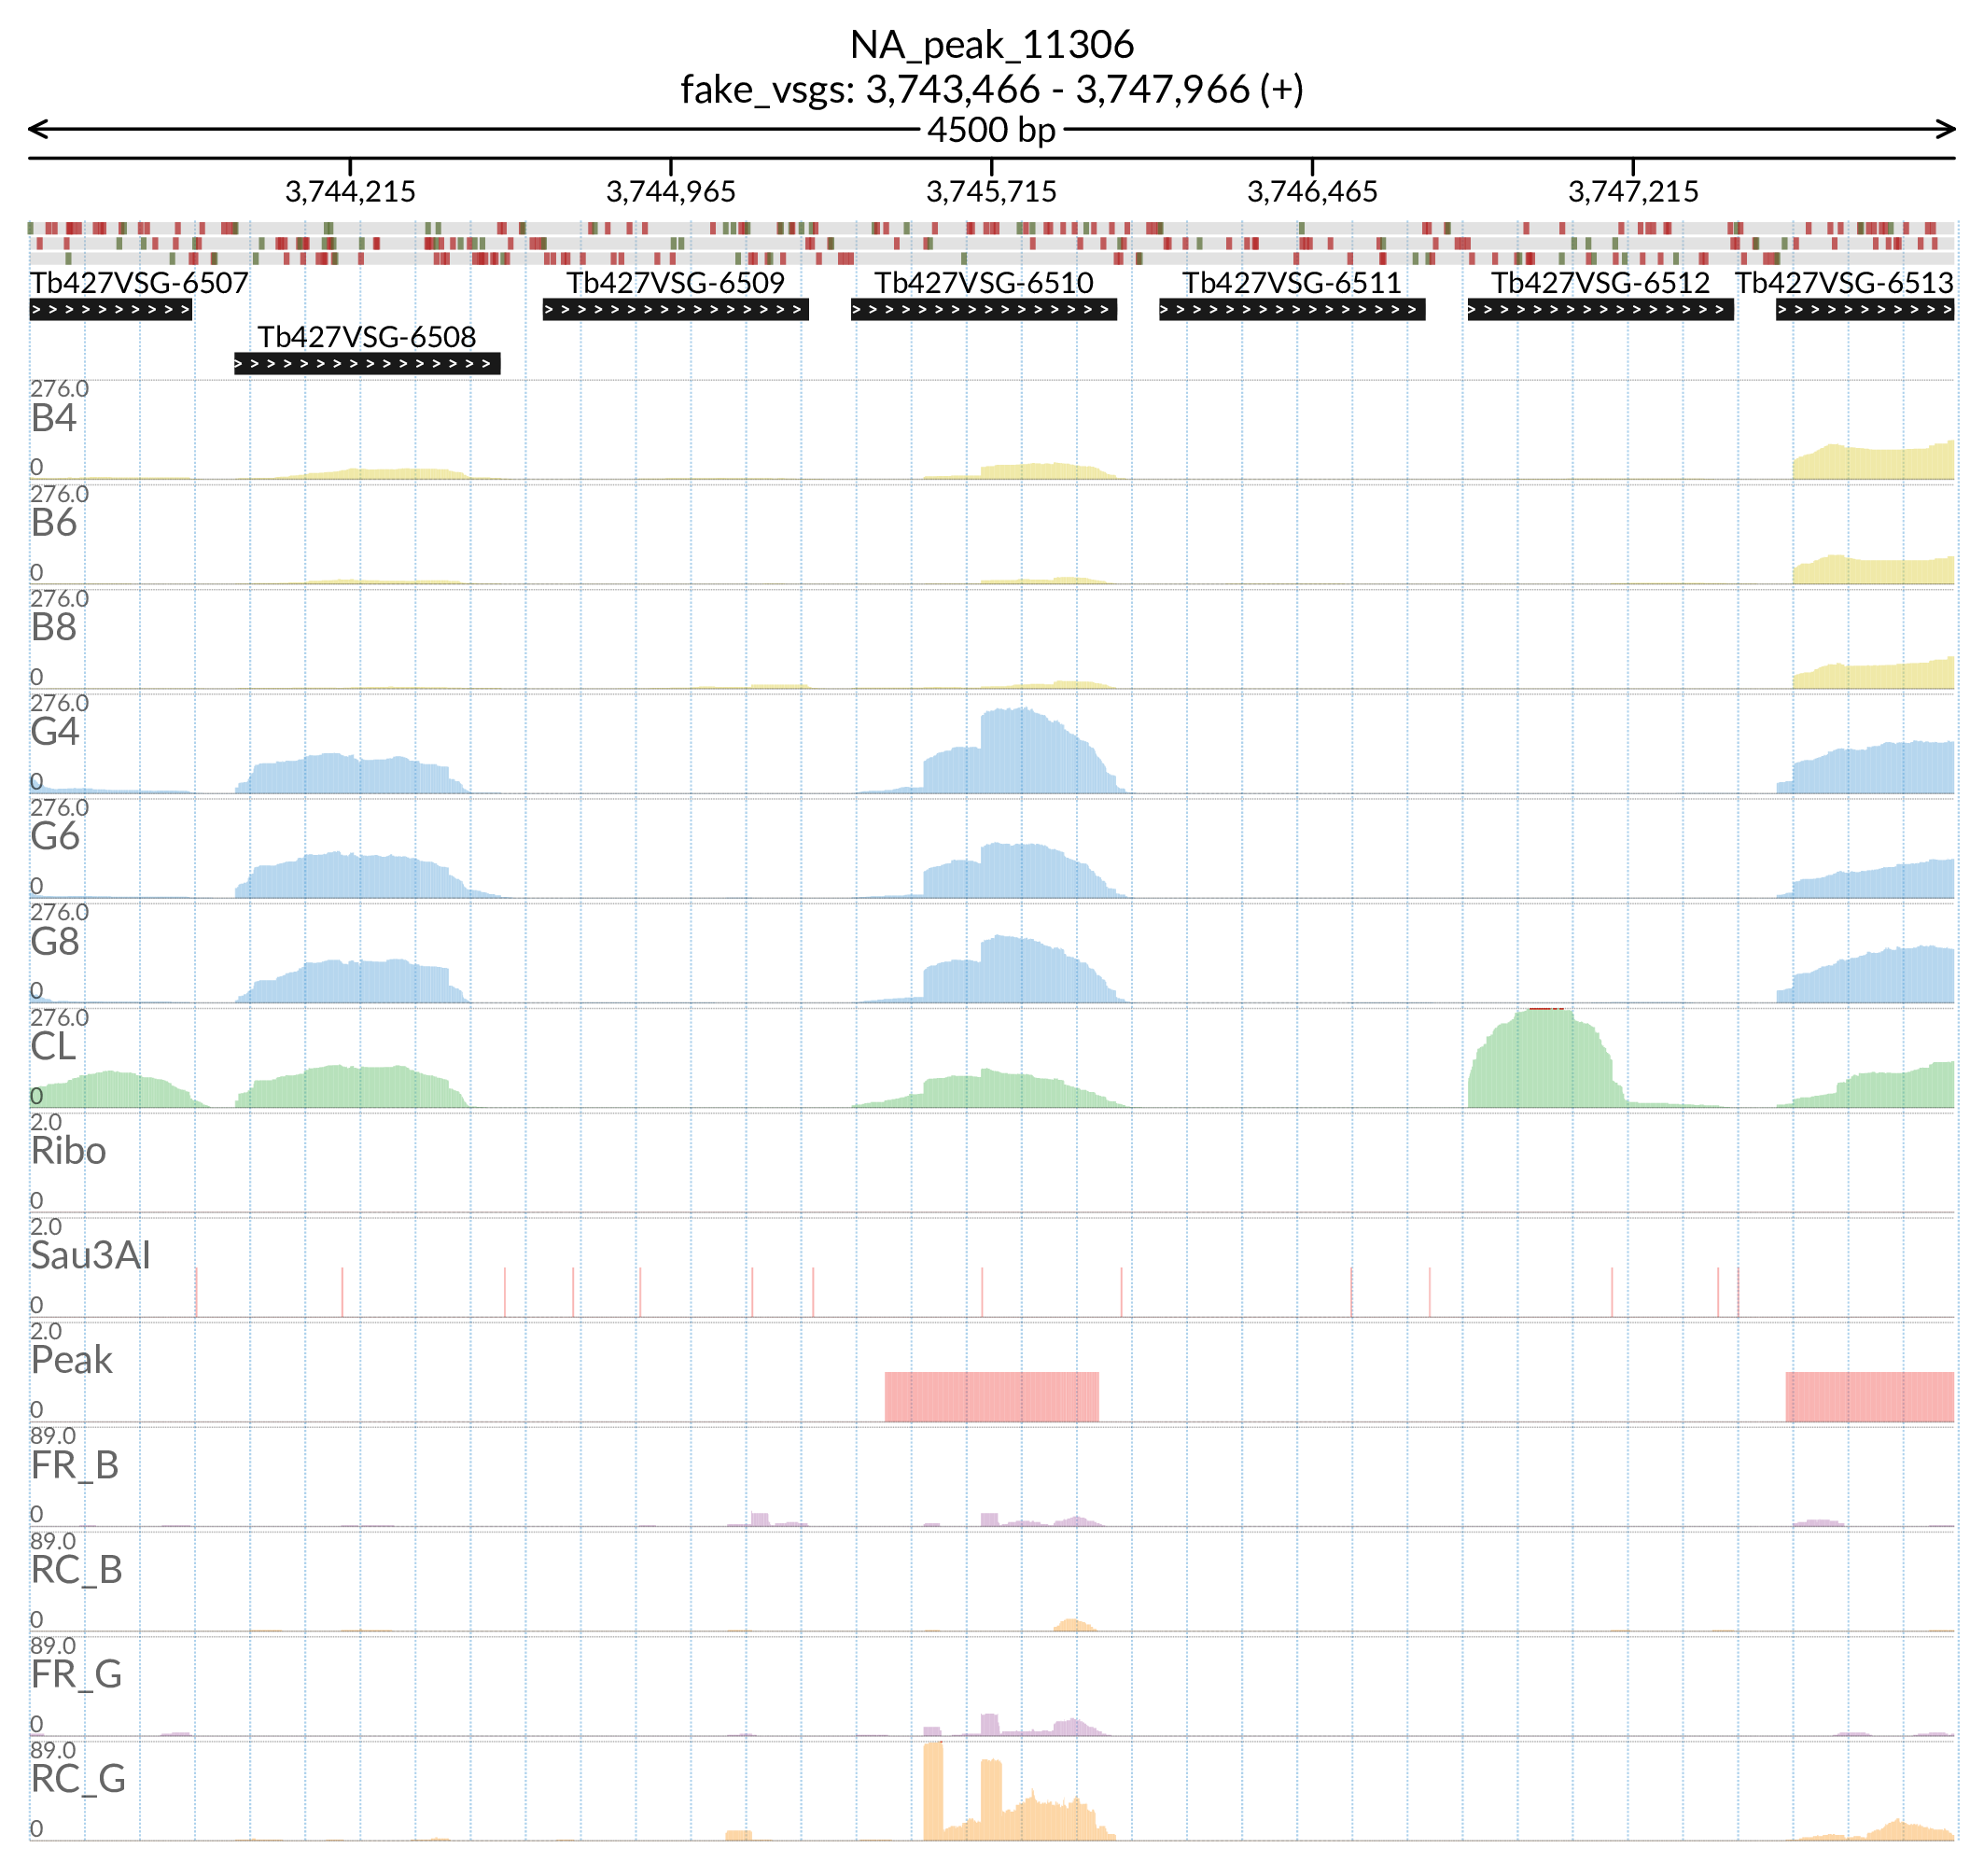 NA_peak_11306
fake_vsgs: 3,743,466 - 3,747,966 (+)
4500 bp
3,744,215 3,744,965 3,745,715 3,746,465 3,747,215
Tb427VSG-6507 Tb427VSG-6509 Tb427VSG-6510 Tb427VSG-6511 Tb427VSG-6512 Tb427VSG-6513
Tb427VSG-6508
276.0
B4
0
276.0
B6
0
276.0
B8
0
276.0
G4
0
276.0
G6
0
276.0
G8
0
276.0
CL
0
2.0
Ribo
0
2.0
Sau3AI
0
2.0
Peak
0
89.0
FR_B
0
89.0
RC_B
0
89.0
FR_G
0
89.0
RC_G
0